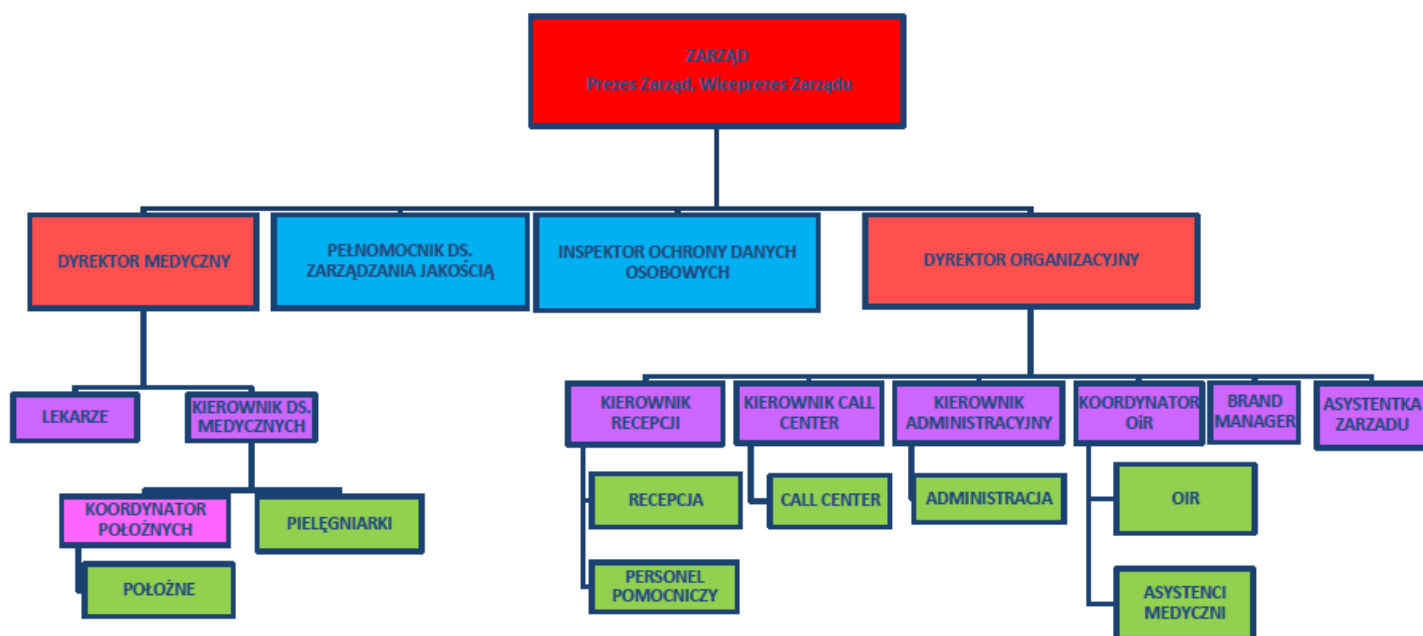 ZARZĄD
Prezes Zarząd, Wiceprezes Zarządu
DYREKTOR MEDYCZNY
PEŁNOMOCNIK DS.
ZARZĄDZANIA JAKOŚCIĄ
INSPEKTOR OCHRONY DANYCH
OSOBOWYCH
DYREKTOR ORGANIZACYJNY
LEKARZE
KIEROWNIK DS.
MEDYCZNYCH
KIEROWNIK
RECEPCJI
KIEROWNIK CALL
CENTER
KIEROWNIK
ADMINISTRACYJNY
KOORDYNATOR
OiR
BRAND
MANAGER
ASYSTENTKA
ZARZADU
KOORDYNATOR
POŁOŻNYCH
PIELĘGNIARKI
RECEPCJA
CALL CENTER
ADMINISTRACJA
OIR
POŁOŻNE
PERSONEL
POMOCNICZY
ASYSTENCI
MEDYCZNI